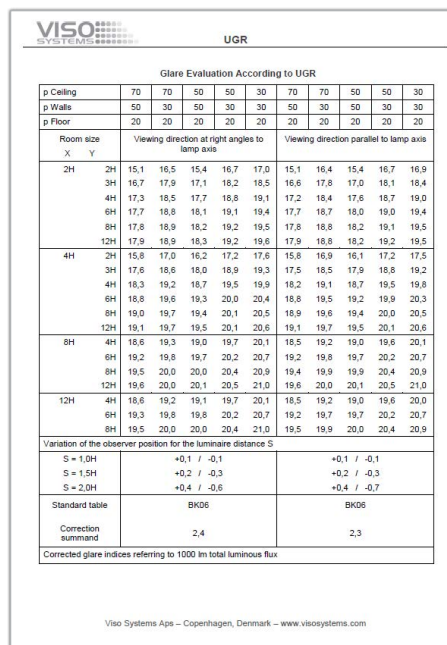 VISO
SYSTEMS
UGR
Glare Evaluation According to UGR
p Ceiling 70 70 50 50 30 70 70 50 50 30
p Walls 50 30 50 30 30 50 30 50 30 30
p Floor 20 20 20 20 20 20 20 20 20 20
Room size Viewing direction at right angles to Viewing direction parallel to lamp axis
X Y lamp axis
2H 2H 15,1 16,5 15,4 16,7 17,0 15,1 16,4 15,4 16,7 16,9
3H 16,7 17,9 17,1 18,2 18,5 16,6 17,8 17,0 18,1 18,4
4H 17,3 18,5 17,7 18,8 19,1 17,2 18,4 17,6 18,7 19,0
6H 17,7 18,8 18,1 19,1 19,4 17,7 18,7 18,0 19,0 19,4
8H 17,8 18,9 18,2 19,2 19,5 17,8 18,8 18,2 19,1 19,5
12H 17,9 18,9 18,3 19,2 19,6 17,9 18,8 18,2 19,2 19,5
4H 2H 15,8 17,0 16,2 17,2 17,6 15,8 16,9 16,1 17,2 17,5
3H 17,6 18,6 18,0 18,9 19,3 17,5 18,5 17,9 18,8 19,2
4H 18,3 19,2 18,7 19,5 19,9 18,2 19,1 18,7 19,5 19,8
6H 18,8 19,6 19,3 20,0 20,4 18,8 19,5 19,2 19,9 20,3
8H 19,0 19,7 19,4 20,1 20,5 18,9 19,6 19,4 20,0 20,5
12H 19,1 19,7 19,5 20,1 20,6 19,1 19,7 19,5 20,1 20,6
8H 4H 18,6 19,3 19,0 19,7 20,1 18,5 19,2 19,0 19,6 20,1
6H 19,2 19,8 19,7 20,2 20,7 19,2 19,8 19,7 20,2 20,7
8H 19,5 20,0 20,0 20,4 20,9 19,4 19,9 19,9 20,4 20,9
12H 19,6 20,0 20,1 20,5 21,0 19,6 20,0 20,1 20,5 21,0
12H 4H 18,6 19,2 19,1 19,7 20,1 18,5 19,2 19,0 19,6 20,0
6H 19,3 19,8 19,8 20,2 20,7 19,2 19,7 19,7 20,2 20,7
8H 19,5 20,0 20,0 20,4 21,0 19,5 19,9 20,0 20,4 20,9
Variation of the observer position for the luminaire distance S
S = 1,0H +0,1 / -0,1 +0,1 / -0,1
S = 1,5H +0,2 / -0,3 +0,2 / -0,3
S = 2,0H +0,4 / -0,6 +0,4 / -0,7
Standard table BK06 BK06
Correction summand 2,4 2,3
Corrected glare indices referring to 1000 lm total luminous flux
Viso Systems Aps – Copenhagen, Denmark – www.visosystems.com